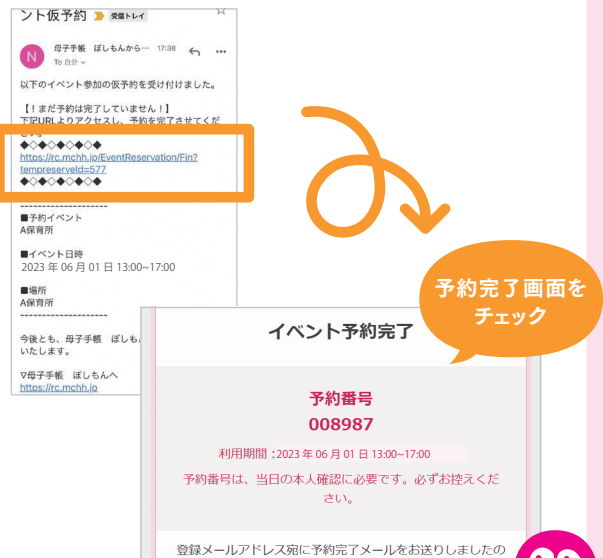 ント仮予約 受信トレイ
N
母子手帳 ぼしもんから… 17:38
To 自分
以下のイベント参加の仮予約を受け付けました。
【！まだ予約は完了していません！】
下記URLよりアクセスし、予約を完了させてくだ
さい。
◆◇◆◇◆◇◆◇◆
https://rc.mchh.jp/EventReservation/Fin?
tempreserveId=577
◆◇◆◇◆◇◆◇◆
--------------------
■予約イベント
A保育所
■イベント日時
2023 年 06 月 01 日 13:00~17:00
■場所
A保育所
--------------------
今後とも、母子手帳 ぼしも
いたします。
▽母子手帳 ぼしもんへ
https://rc.mchh.jp
予約完了画面を
チェック
イベント予約完了
予約番号
008987
利用期間：2023 年 06 月 01 日 13:00~17:00
予約番号は、当日の本人確認に必要です。必ずお控えくだ
さい。
登録メールアドレス宛に予約完了メールをお送りしましたの